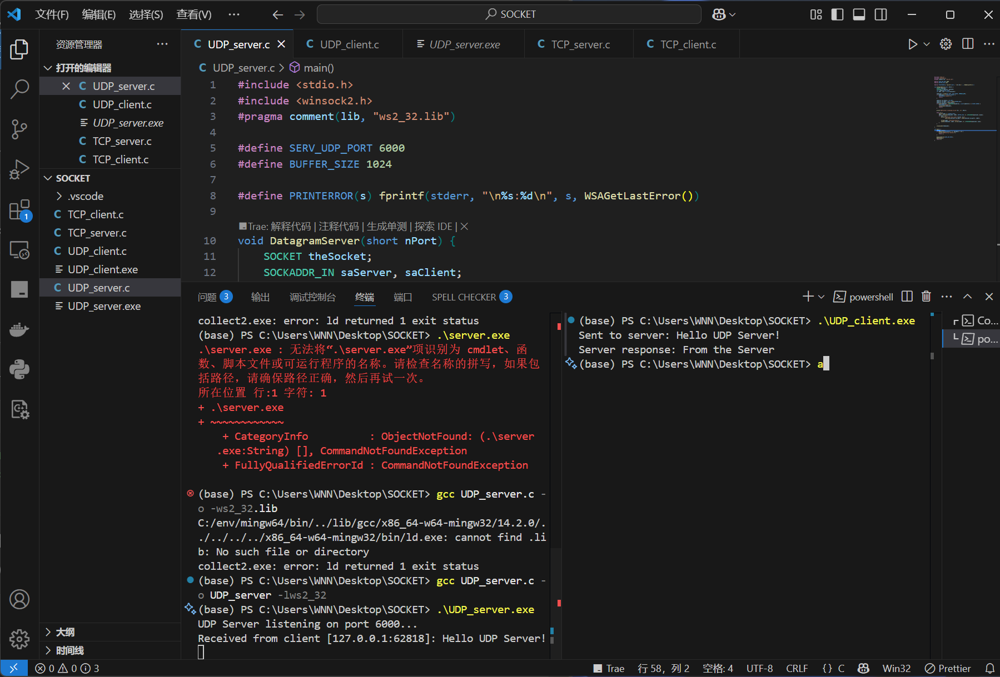 文件(F) 编辑(E) 选择(S) 查看(V) ··· SOCKET
资源管理器 ···
打开的编辑器
UDP_server.c
UDP_client.c
UDP_server.exe
TCP_server.c
TCP_client.c
SOCKET
.vscode
TCP_client.c
TCP_server.c
UDP_client.c
UDP_client.exe
UDP_server.c
UDP_server.exe
大纲
时间线
1
UDP_server.c UDP_client.c UDP_server.exe TCP_server.c TCP_client.c
UDP_server.c > main()
1 #include <stdio.h>
2 #include <winsock2.h>
3 #pragma comment(lib, "ws2_32.lib")
4
5 #define SERV_UDP_PORT 6000
6 #define BUFFER_SIZE 1024
7
8 #define PRINTERROR(s) fprintf(stderr, "\n%s:%d\n", s, WSAGetLastError())
9
Trae: 解释代码 | 注释代码 | 生成单测 | 探索 IDE | ×
10 void DatagramServer(short nPort) {
11 SOCKET theSocket;
12 SOCKADDR_IN saServer, saClient;
问题 3 输出 调试控制台 终端 端口 SPELL CHECKER 3 powershell
collect2.exe: error: ld returned 1 exit status
(base) PS C:\Users\WNN\Desktop\SOCKET> .\server.exe
.\server.exe : 无法将“.\server.exe”项识别为 cmdlet、函
数、脚本文件或可运行程序的名称。请检查名称的拼写，如果包
括路径，请确保路径正确，然后再试一次。
所在位置 行:1 字符: 1
+ .\server.exe
+ ~~~~~~~~~~~~
+ CategoryInfo : ObjectNotFound: (.\server
.exe:String) [], CommandNotFoundException
+ FullyQualifiedErrorId : CommandNotFoundException
(base) PS C:\Users\WNN\Desktop\SOCKET> gcc UDP_server.c -
o -ws2_32.lib
C:/env/mingw64/bin/../lib/gcc/x86_64-w64-mingw32/14.2.0/.
./../../../x86_64-w64-mingw32/bin/ld.exe: cannot find .li
b: No such file or directory
collect2.exe: error: ld returned 1 exit status
(base) PS C:\Users\WNN\Desktop\SOCKET> gcc UDP_server.c -
o UDP_server -lws2_32
(base) PS C:\Users\WNN\Desktop\SOCKET> .\UDP_server.exe
UDP Server listening on port 6000...
Received from client [127.0.0.1:62818]: Hello UDP Server!
(base) PS C:\Users\WNN\Desktop\SOCKET> .\UDP_client.exe
Sent to server: Hello UDP Server!
Server response: From the Server
(base) PS C:\Users\WNN\Desktop\SOCKET> a
Co...
po...
0 0 3 Trae 行 58，列 2 空格: 4 UTF-8 CRLF {} C Win32 Prettier